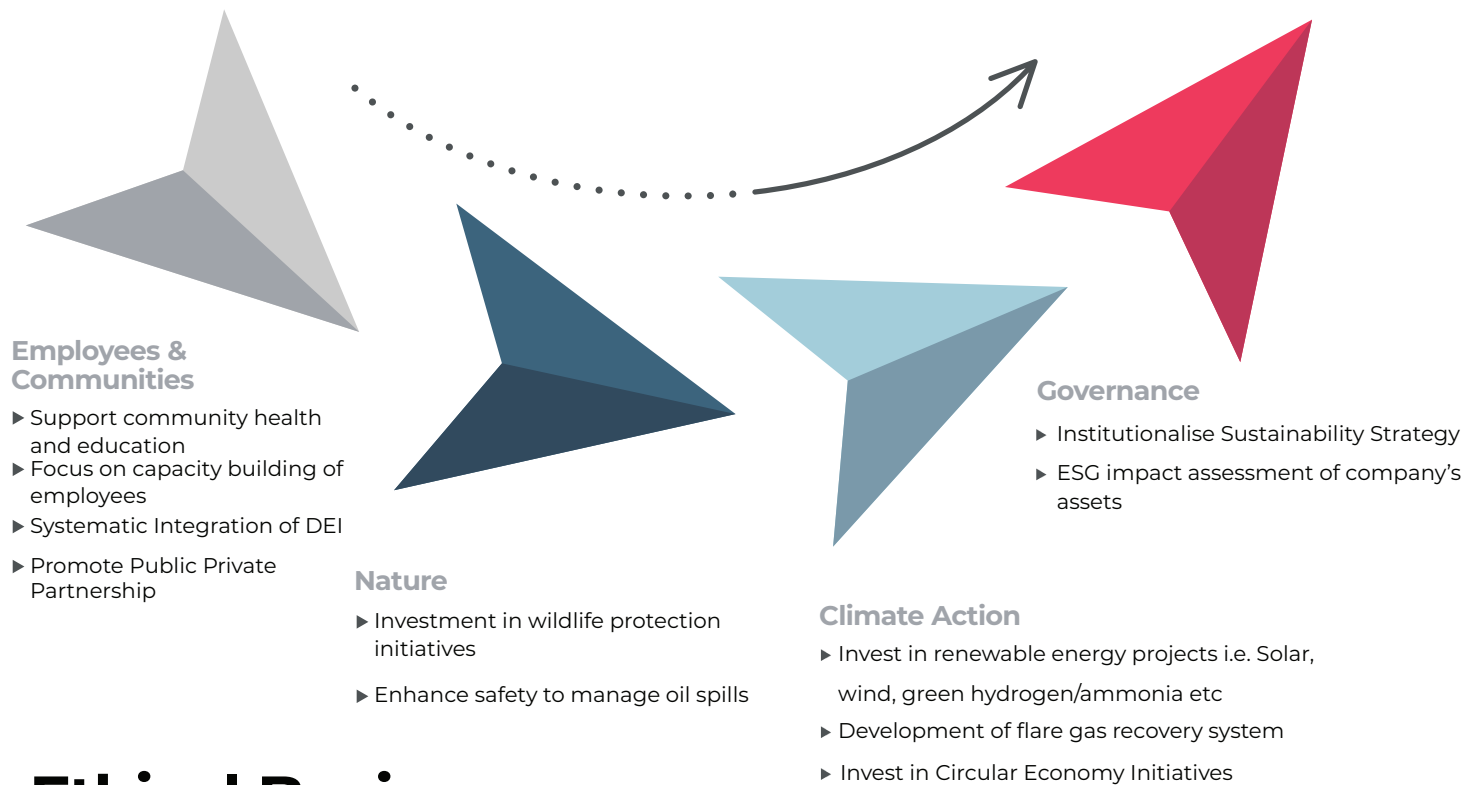 Employees &
Communities
Support community health
and education
Focus on capacity building of
employees
Systematic Integration of DEI
Promote Public Private
Partnership
Nature
Investment in wildlife protection
initiatives
Enhance safety to manage oil spills
Climate Action
Invest in renewable energy projects i.e. Solar,
wind, green hydrogen/ammonia etc
Development of flare gas recovery system
Invest in Circular Economy Initiatives
Governance
Institutionalise Sustainability Strategy
ESG impact assessment of company’s
assets